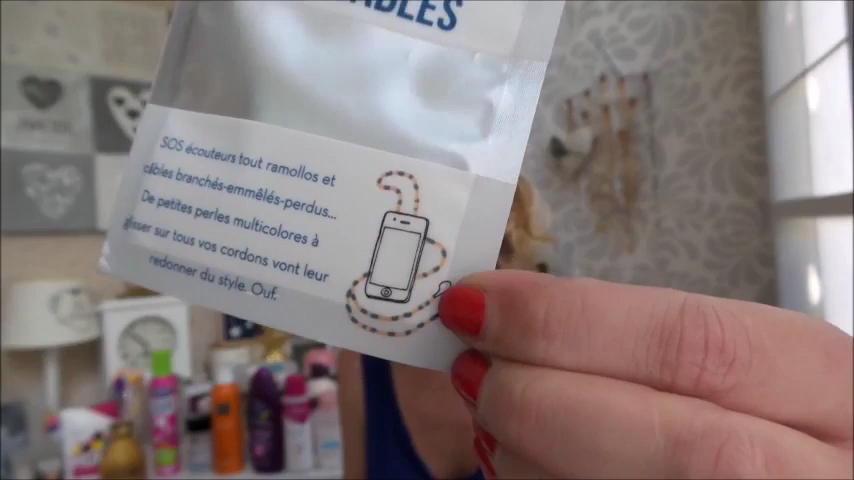 SOS écouteurs tout ramollos et
câbles branchés-emmêlés-perdus...
De petites perles multicolores à
glisser sur tous vos cordons vont leur
redonner du style. Ouf.